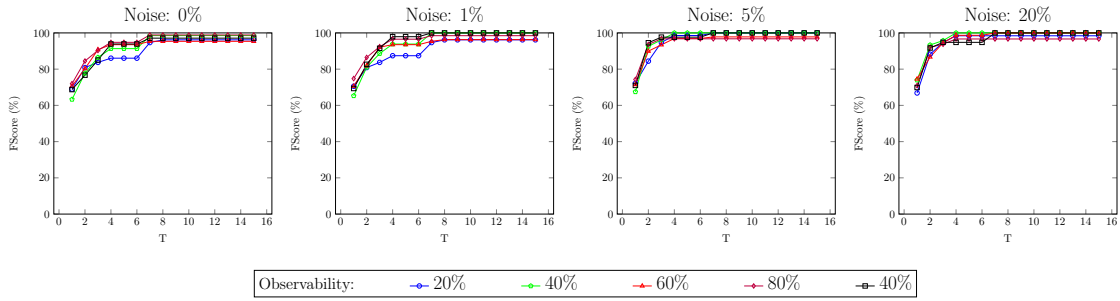 Noise: 0% Noise: 1% Noise: 5% Noise: 20%
100 100 100 100
80 80 80 80
60 60 60 60
40 40 40 40
20 20 20 20
0 0 0 0
FScore (%) FScore (%) FScore (%) FScore (%)
0 2 4 6 8 10 12 14 16 0 2 4 6 8 10 12 14 16 0 2 4 6 8 10 12 14 16 0 2 4 6 8 10 12 14 16
T T T T
Observability: 20% 40% 60% 80% 40%